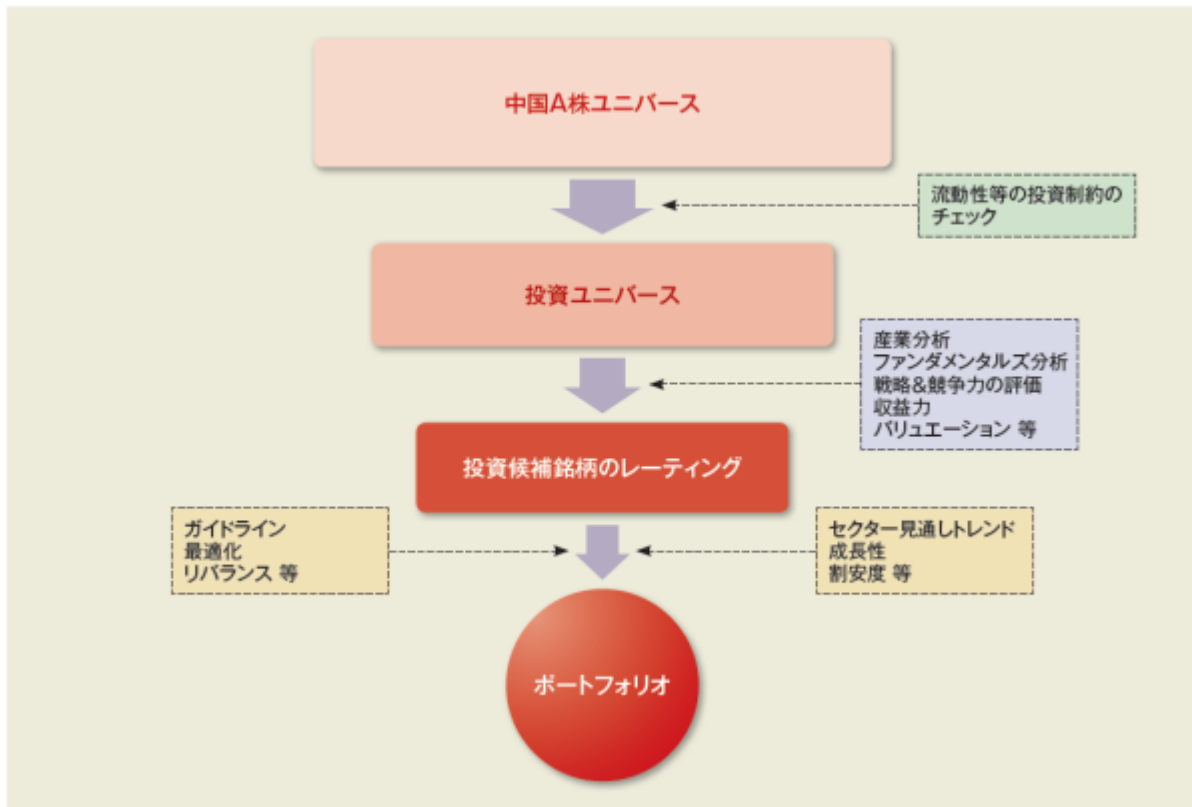 中国A株ユニバース
流動性等の投資制約の
チェック
投資ユニバース
産業分析
ファンダメンタルズ分析
戦略&競争力の評価
収益力
バリュエーション 等
投資候補銘柄のレーティング
ガイドライン
最適化
リバランス 等
セクター見通しトレンド
成長性
割安度 等
ポートフォリオ